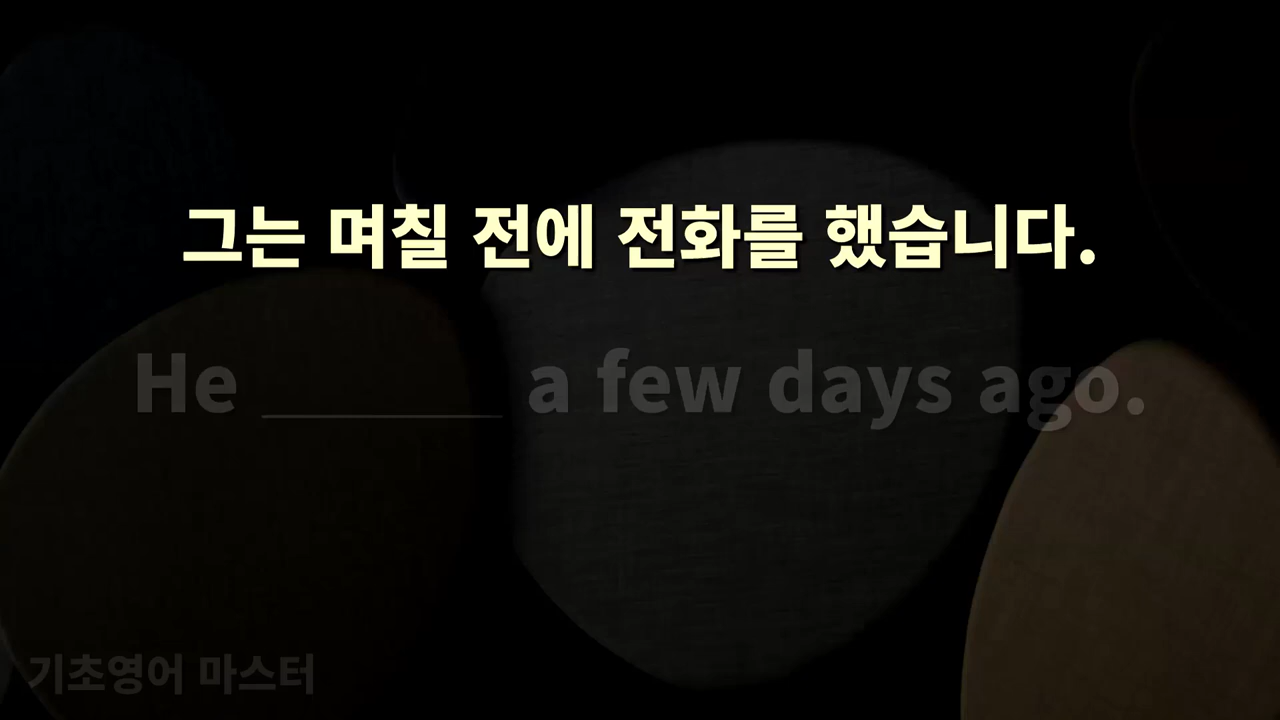 그는 며칠 전에 전화를 했습니다.
He ________ a few days ago.
기초영어 마스터